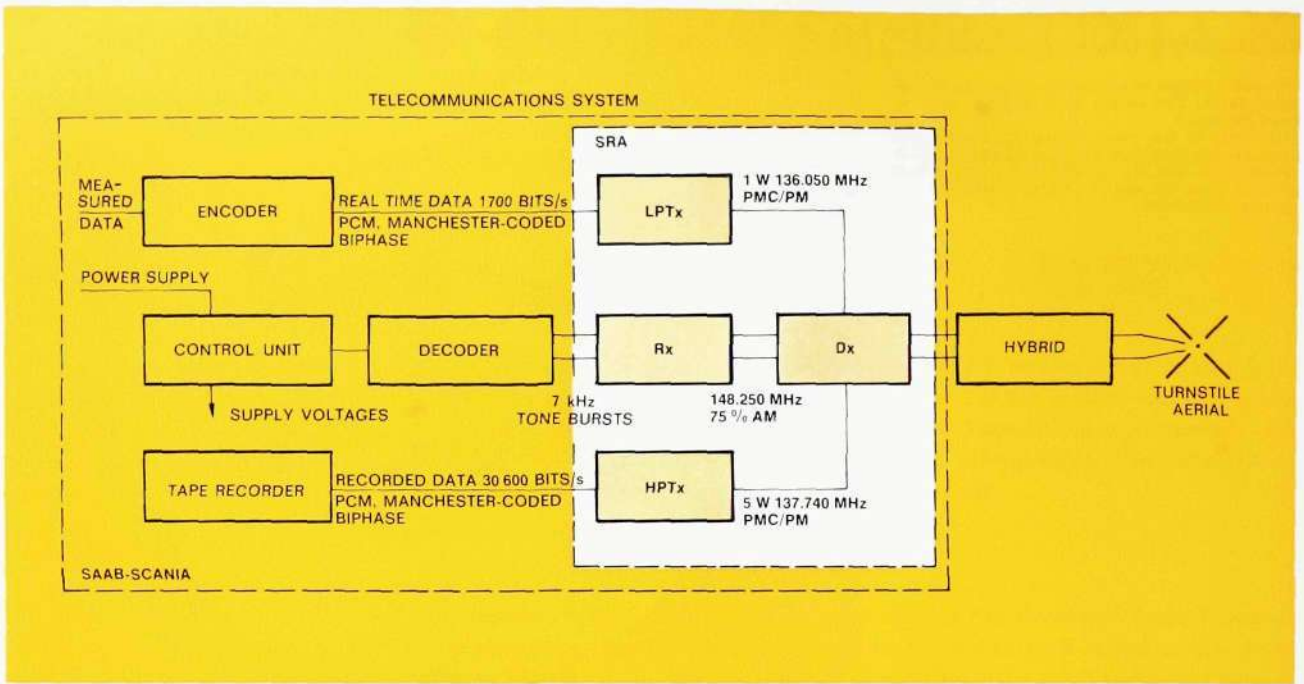 TELECOMMUNICATIONS SYSTEM
SRA
MEA-
SURED
DATA
ENCODER
REAL TIME DATA 1700 BITS/s
PCM, MANCHESTER-CODED
BIPHASE
LPTx
1 W 136.050 MHz
PMC/PM
POWER SUPPLY
CONTROL UNIT
DECODER
Rx
Dx
HYBRID
TURNSTILE
AERIAL
SUPPLY VOLTAGES
7 kHz
TONE BURSTS
148.250 MHz
75 % AM
TAPE RECORDER
RECORDED DATA 30 600 BITS/s
PCM, MANCHESTER-CODED
BIPHASE
HPTx
5 W 137.740 MHz
PMC/PM
SAAB-SCANIA